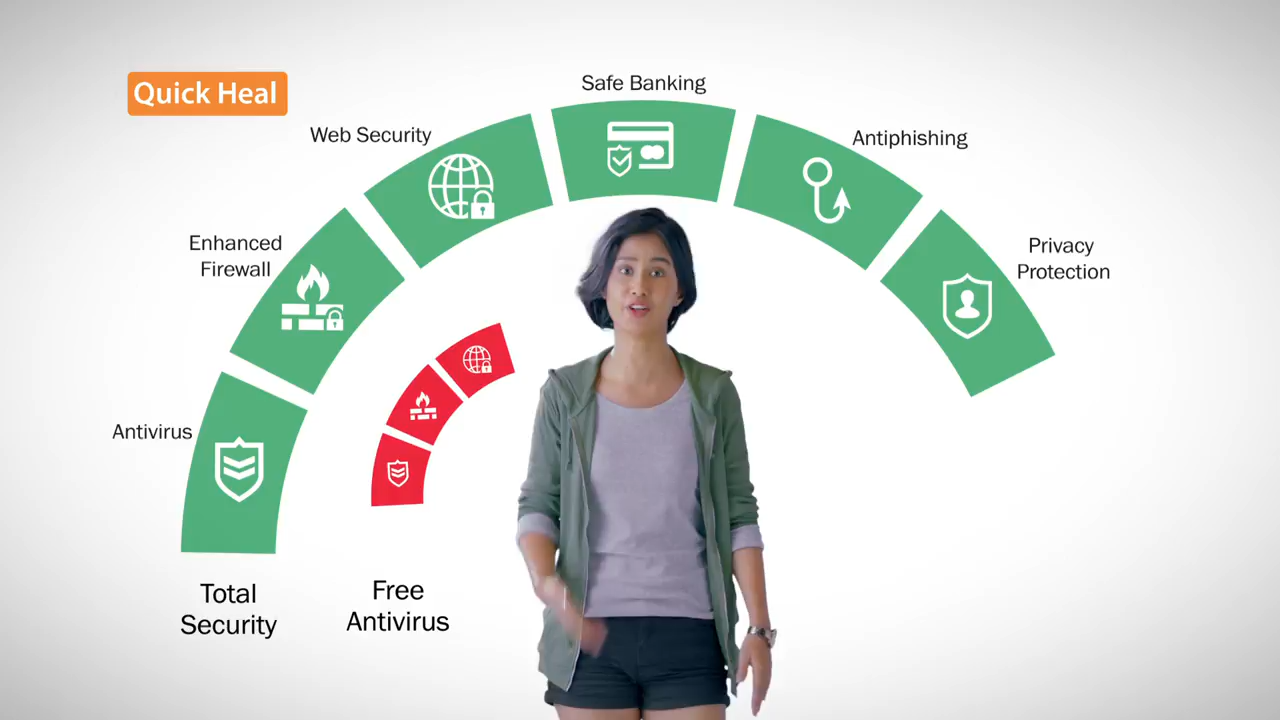 Quick Heal
Safe Banking
Web Security
Antiphishing
Enhanced
Firewall
Privacy
Protection
Antivirus
Total
Security
Free
Antivirus